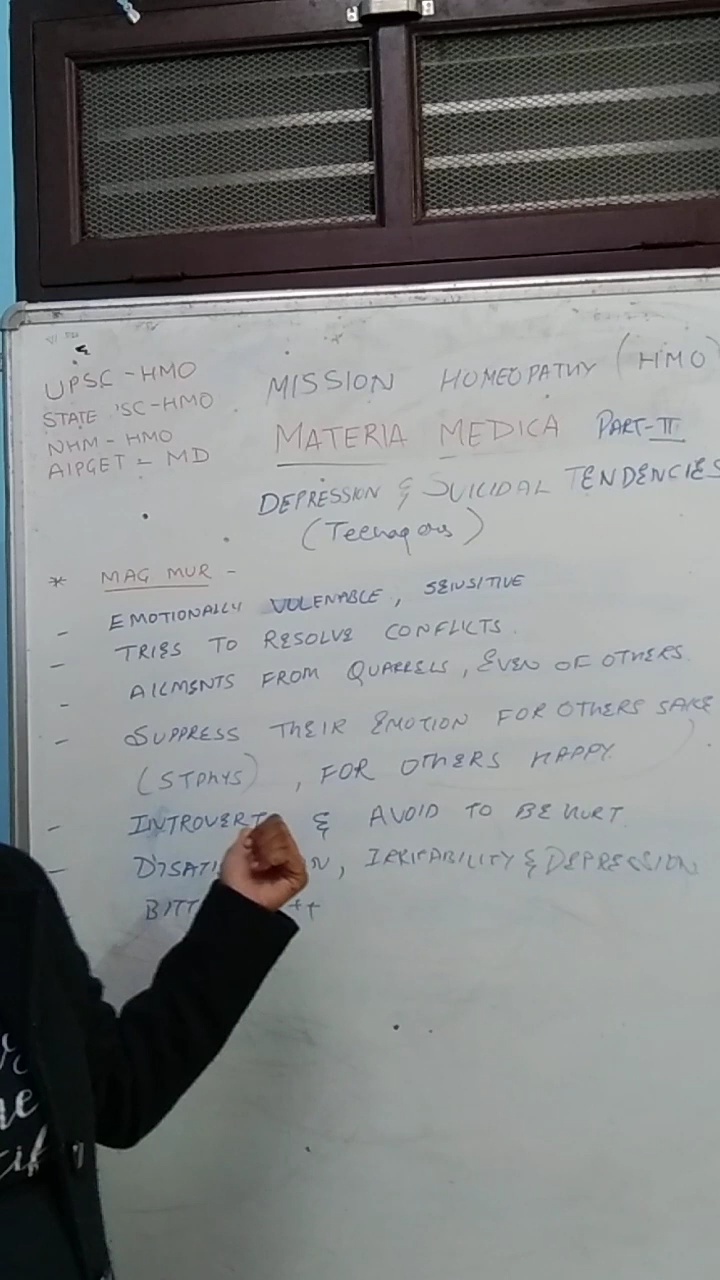 UPSC - HMO
STATE 'SC-HMO
NHM - HMO
AIPGET - MD
MISSION HOMEOPATHY (HMO)
MATERIA MEDICA PART-II
DEPRESSION & SUICIDAL TENDENCIES
(Teenagers)
* MAG MUR -
- EMOTIONALLY VULENABLE, SENSITIVE
- TRIES TO RESOLVE CONFLICTS
- AILMENTS FROM QUARRELS, EVEN OF OTHERS
- SUPPRESS THEIR EMOTION FOR OTHERS SAKE
(STPHYS), FOR OTHERS HAPPY
- INTROVERT & AVOID TO BE HURT
- , IRRITABILITY & DEPRESSION
- ++